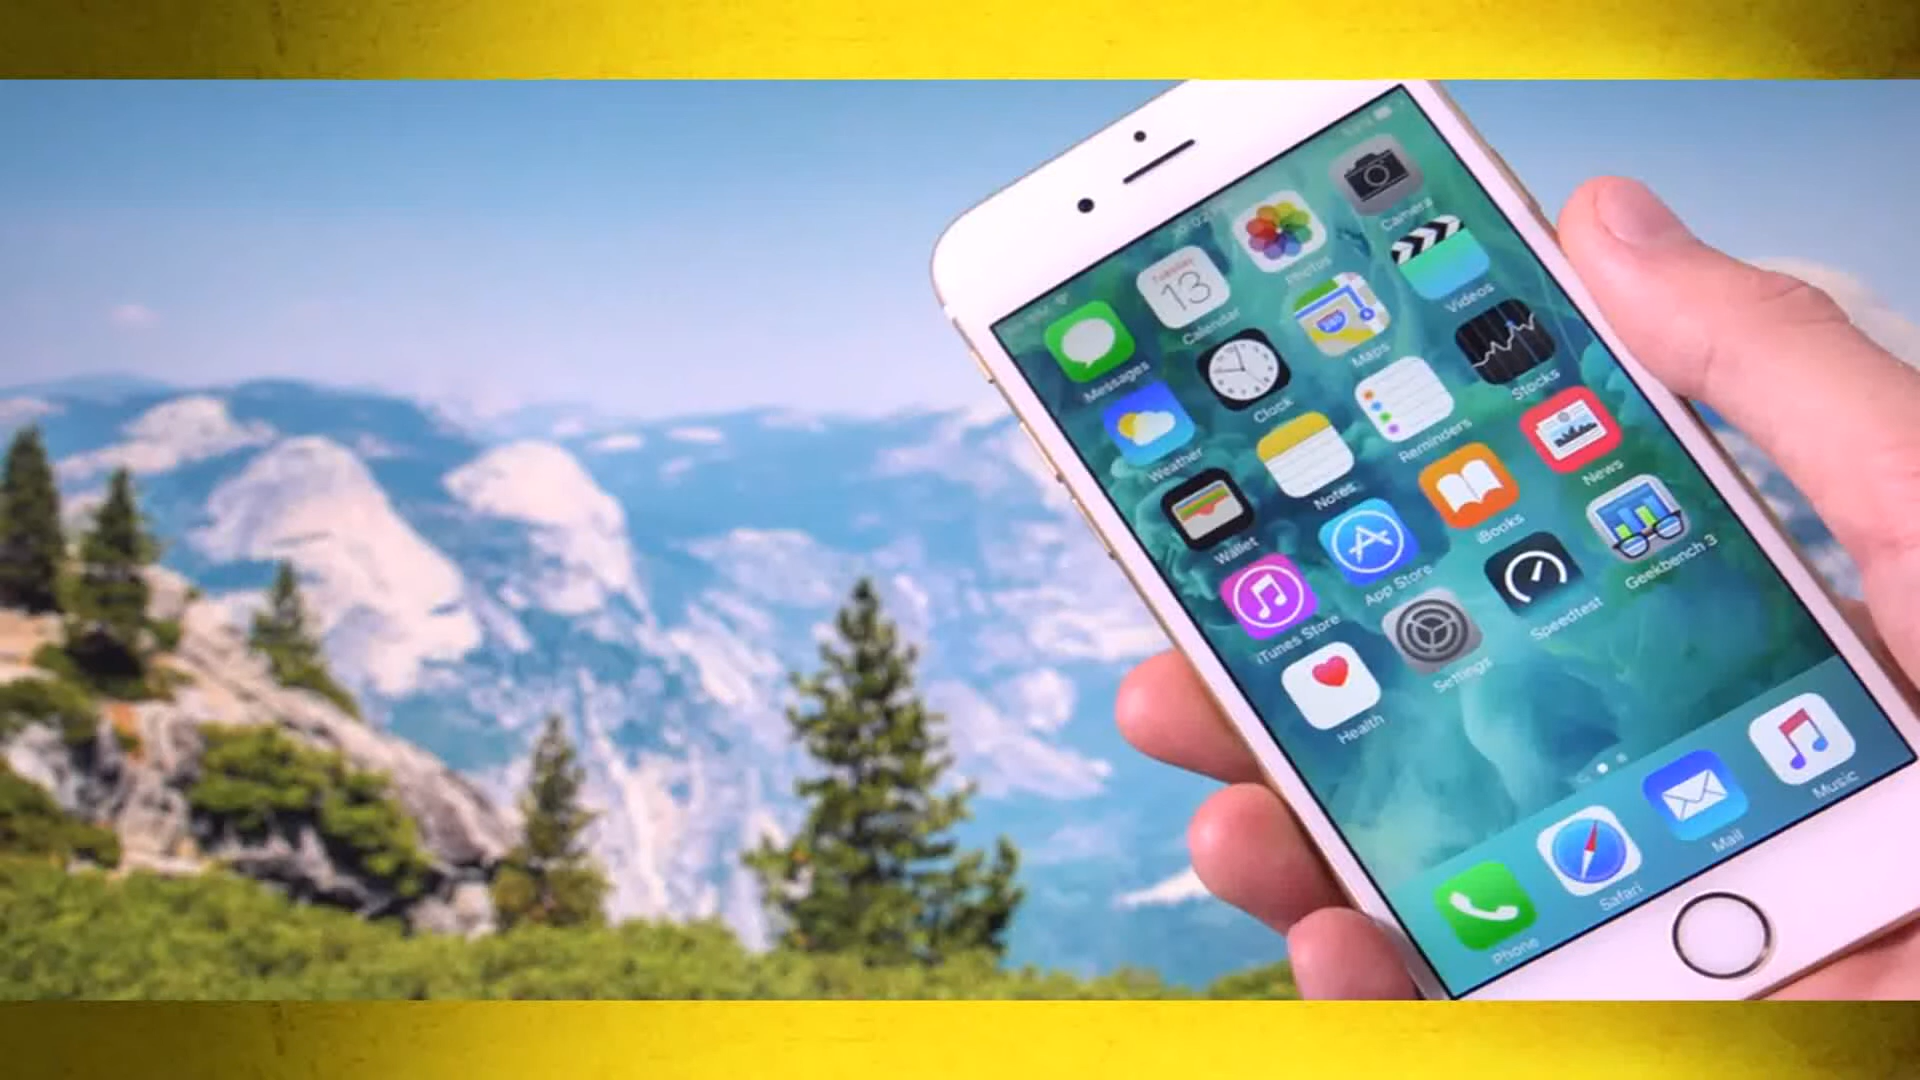 Messages
Tuesday
13
Calendar
Photos
Camera
Weather
Clock
280
Maps
Videos
Wallet
Notes
Reminders
Stocks
iTunes Store
App Store
iBooks
News
Health
Settings
Speedtest
Geekbench 3
Phone
Safari
Mail
Music